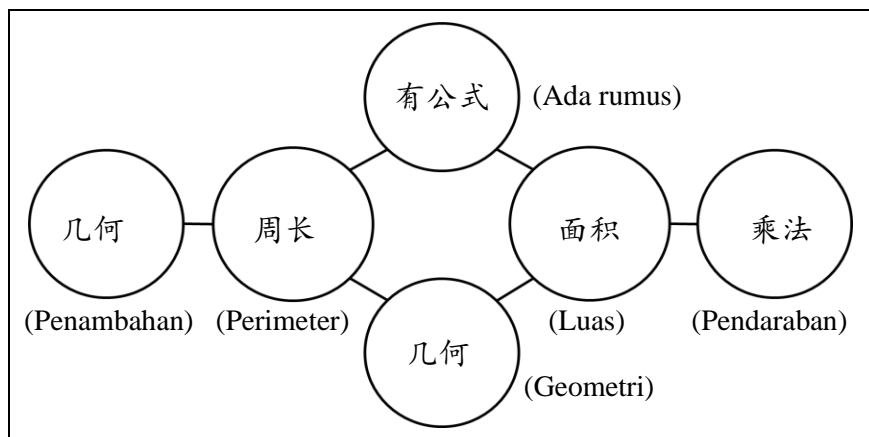 有公式
(Ada rumus)
几何
周长
面积
乘法
(Penambahan)
(Perimeter)
(Luas)
(Pendaraban)
几何
(Geometri)